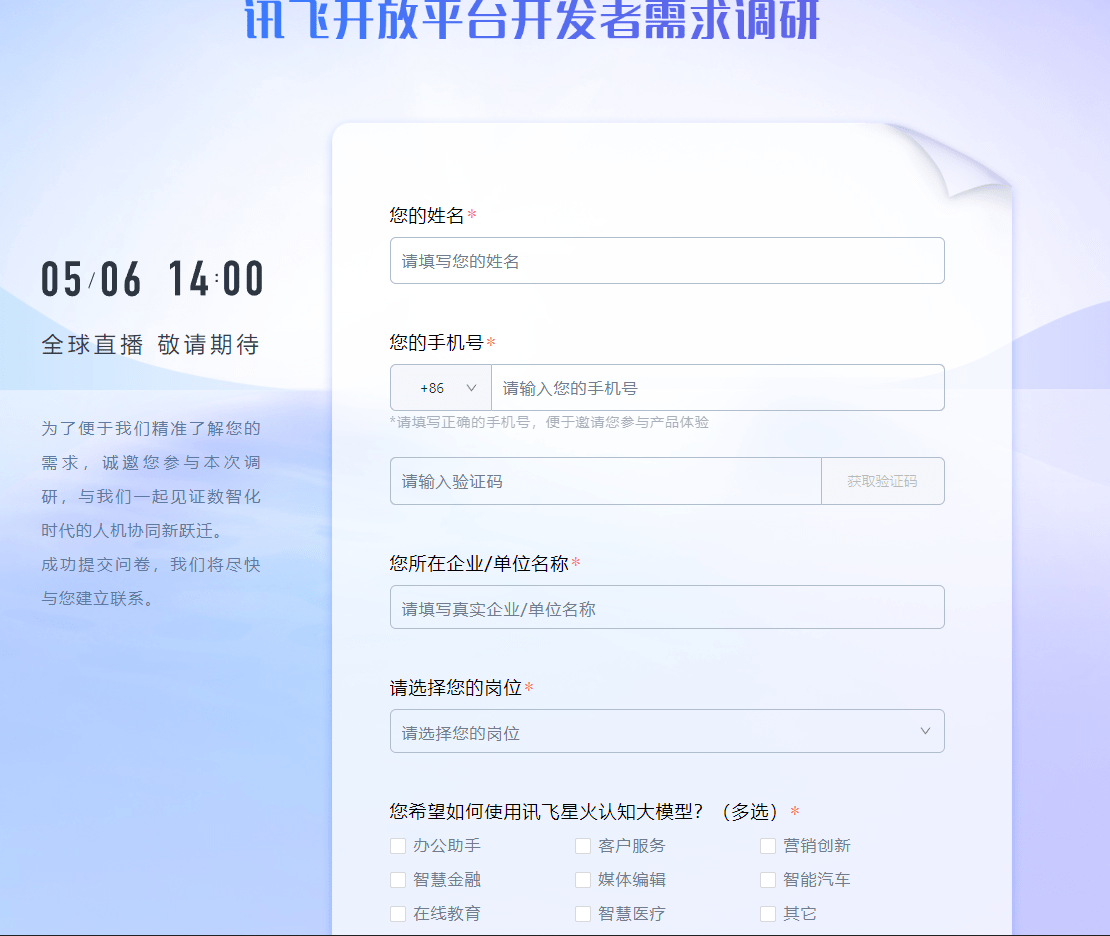 讯飞开放平台开发者需求调研
05/06 14:00
全球直播 敬请期待
为了便于我们精准了解您的
需求，诚邀您参与本次调
研，与我们一起见证数智化
时代的人机协同新跃迁。
成功提交问卷，我们将尽快
与您建立联系。
您的姓名*
请填写您的姓名
您的手机号*
+86 请输入您的手机号
*请填写正确的手机号，便于邀请您参与产品体验
请输入验证码 获取验证码
您所在企业/单位名称*
请填写真实企业/单位名称
请选择您的岗位*
请选择您的岗位
您希望如何使用讯飞星火认知大模型？（多选）*
办公助手 客户服务 营销创新
智慧金融 媒体编辑 智能汽车
在线教育 智慧医疗 其它